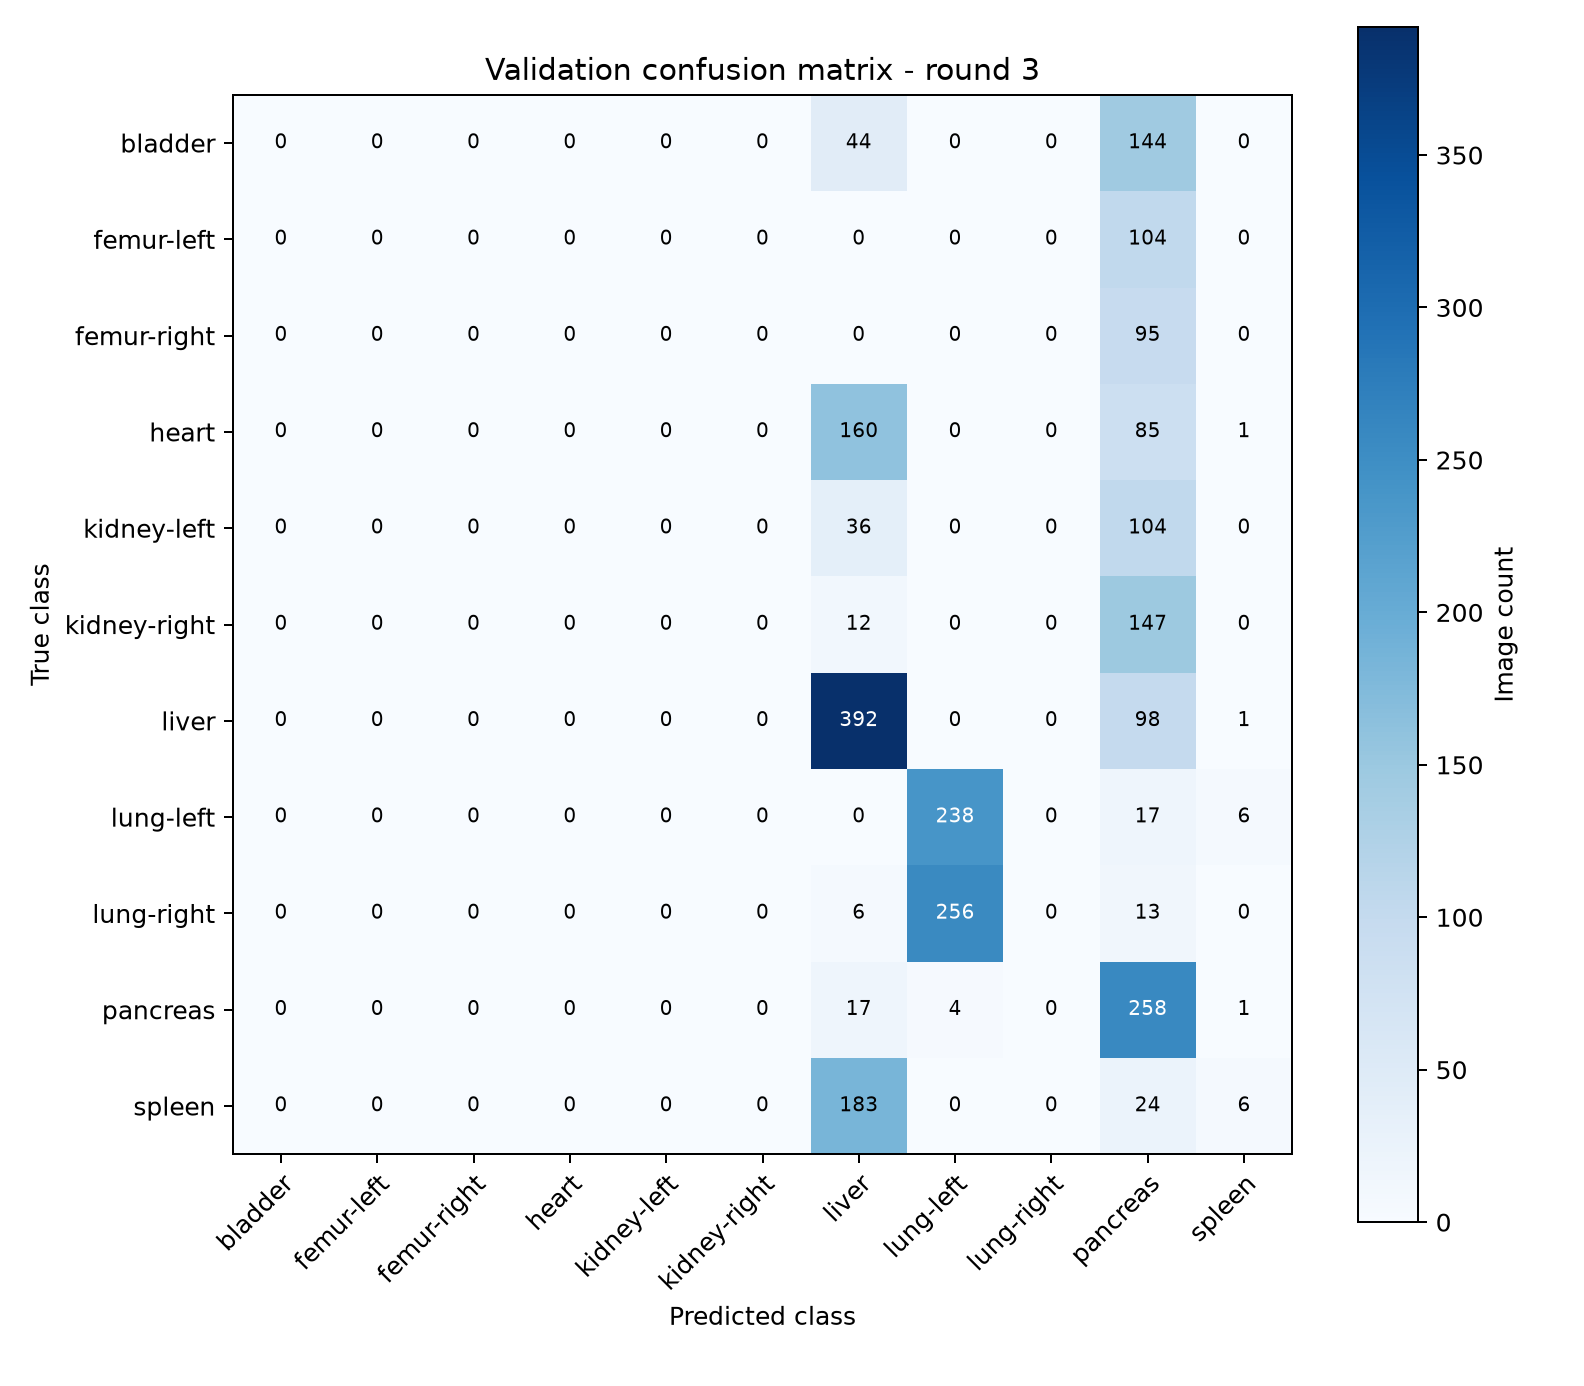 Validation confusion matrix - round 3
bladder 0 0 0 0 0 0 44 0 0 144 0
femur-left 0 0 0 0 0 0 0 0 0 104 0
femur-right 0 0 0 0 0 0 0 0 0 95 0
heart 0 0 0 0 0 0 160 0 0 85 1
kidney-left 0 0 0 0 0 0 36 0 0 104 0
kidney-right 0 0 0 0 0 0 12 0 0 147 0
liver 0 0 0 0 0 0 392 0 0 98 1
lung-left 0 0 0 0 0 0 0 238 0 17 6
lung-right 0 0 0 0 0 0 6 256 0 13 0
pancreas 0 0 0 0 0 0 17 4 0 258 1
spleen 0 0 0 0 0 0 183 0 0 24 6
True class
bladder femur-left femur-right heart kidney-left kidney-right liver lung-left lung-right pancreas spleen
Predicted class
350
300
250
200
150
100
50
0
Image count